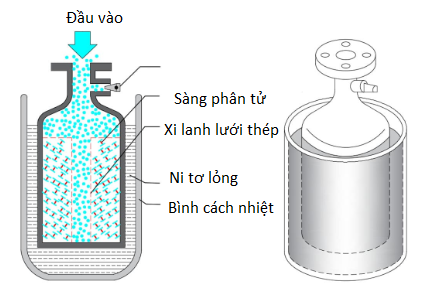 Đầu vào
Sàng phân tử
Xi lanh lưới thép
Ni tơ lỏng
Bình cách nhiệt